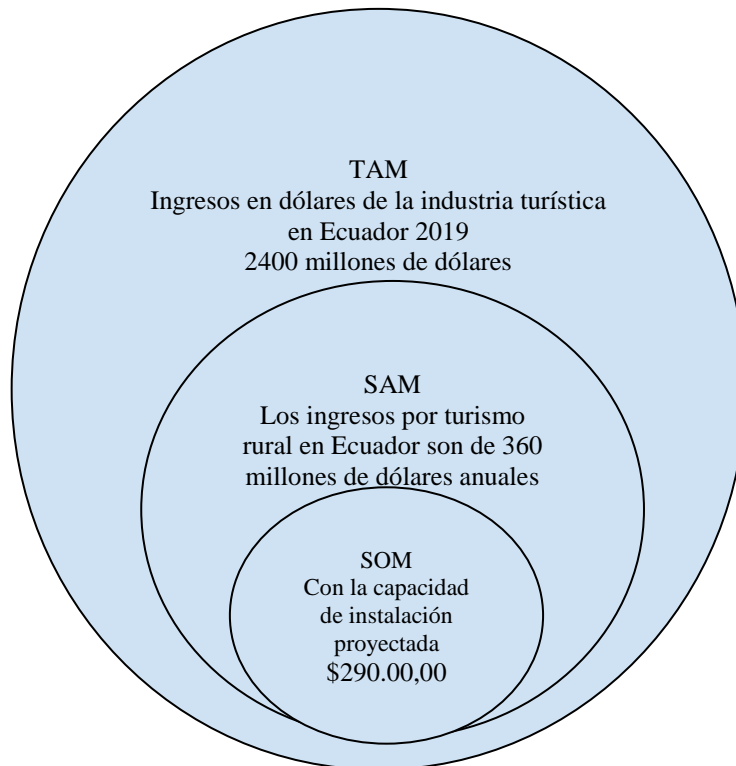 TAM
Ingresos en dólares de la industria turística
en Ecuador 2019
2400 millones de dólares
SAM
Los ingresos por turismo
rural en Ecuador son de 360
millones de dólares anuales
SOM
Con la capacidad
de instalación
proyectada
$290.00,00